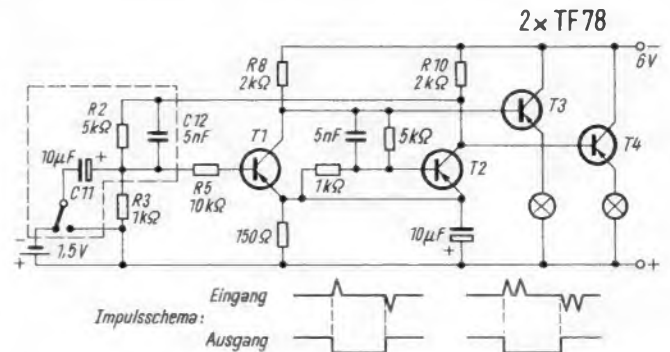 2 x TF78
R8
2kΩ
R10
2kΩ
−
6V
R2
5kΩ
C12
5nF
T1
5nF
5kΩ
T3
T4
10µF
+
C11
R5
10kΩ
1kΩ
T2
R3
1kΩ
150Ω
10µF
+
−
1,5V
+
+
Eingang
Impulsschema:
Ausgang